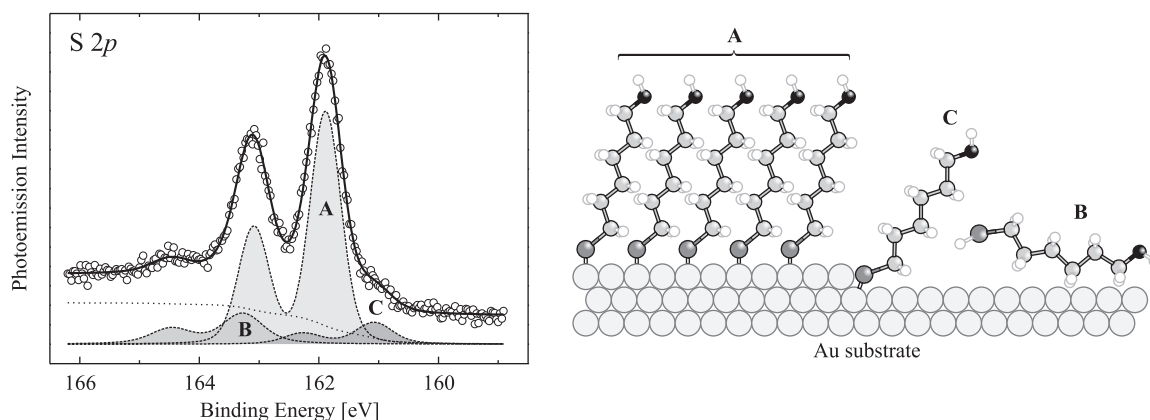 S 2p
Photoemission Intensity
A
B
C
166
164
162
160
Binding Energy [eV]
A
C
B
Au substrate